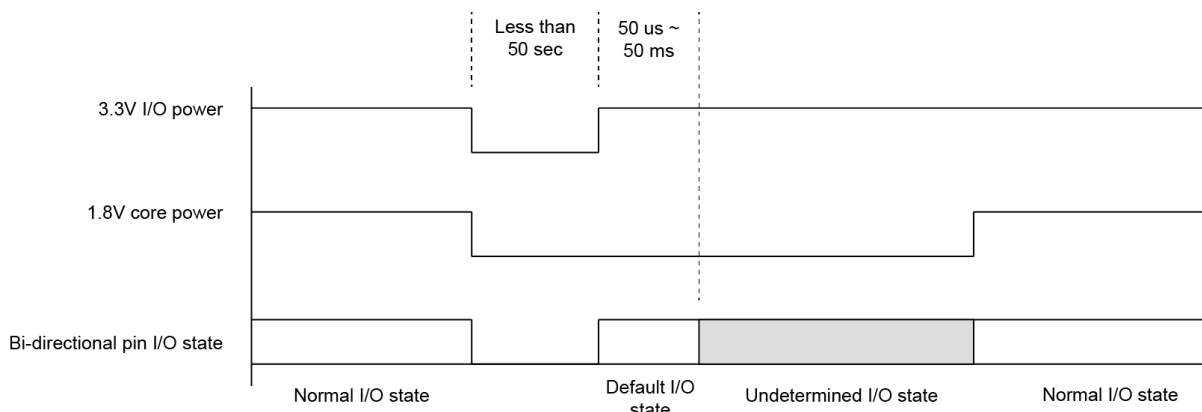 Less than
50 sec
50 us ~
50 ms
3.3V I/O power
1.8V core power
Bi-directional pin I/O state
Normal I/O state
Default I/O
state
Undetermined I/O state
Normal I/O state